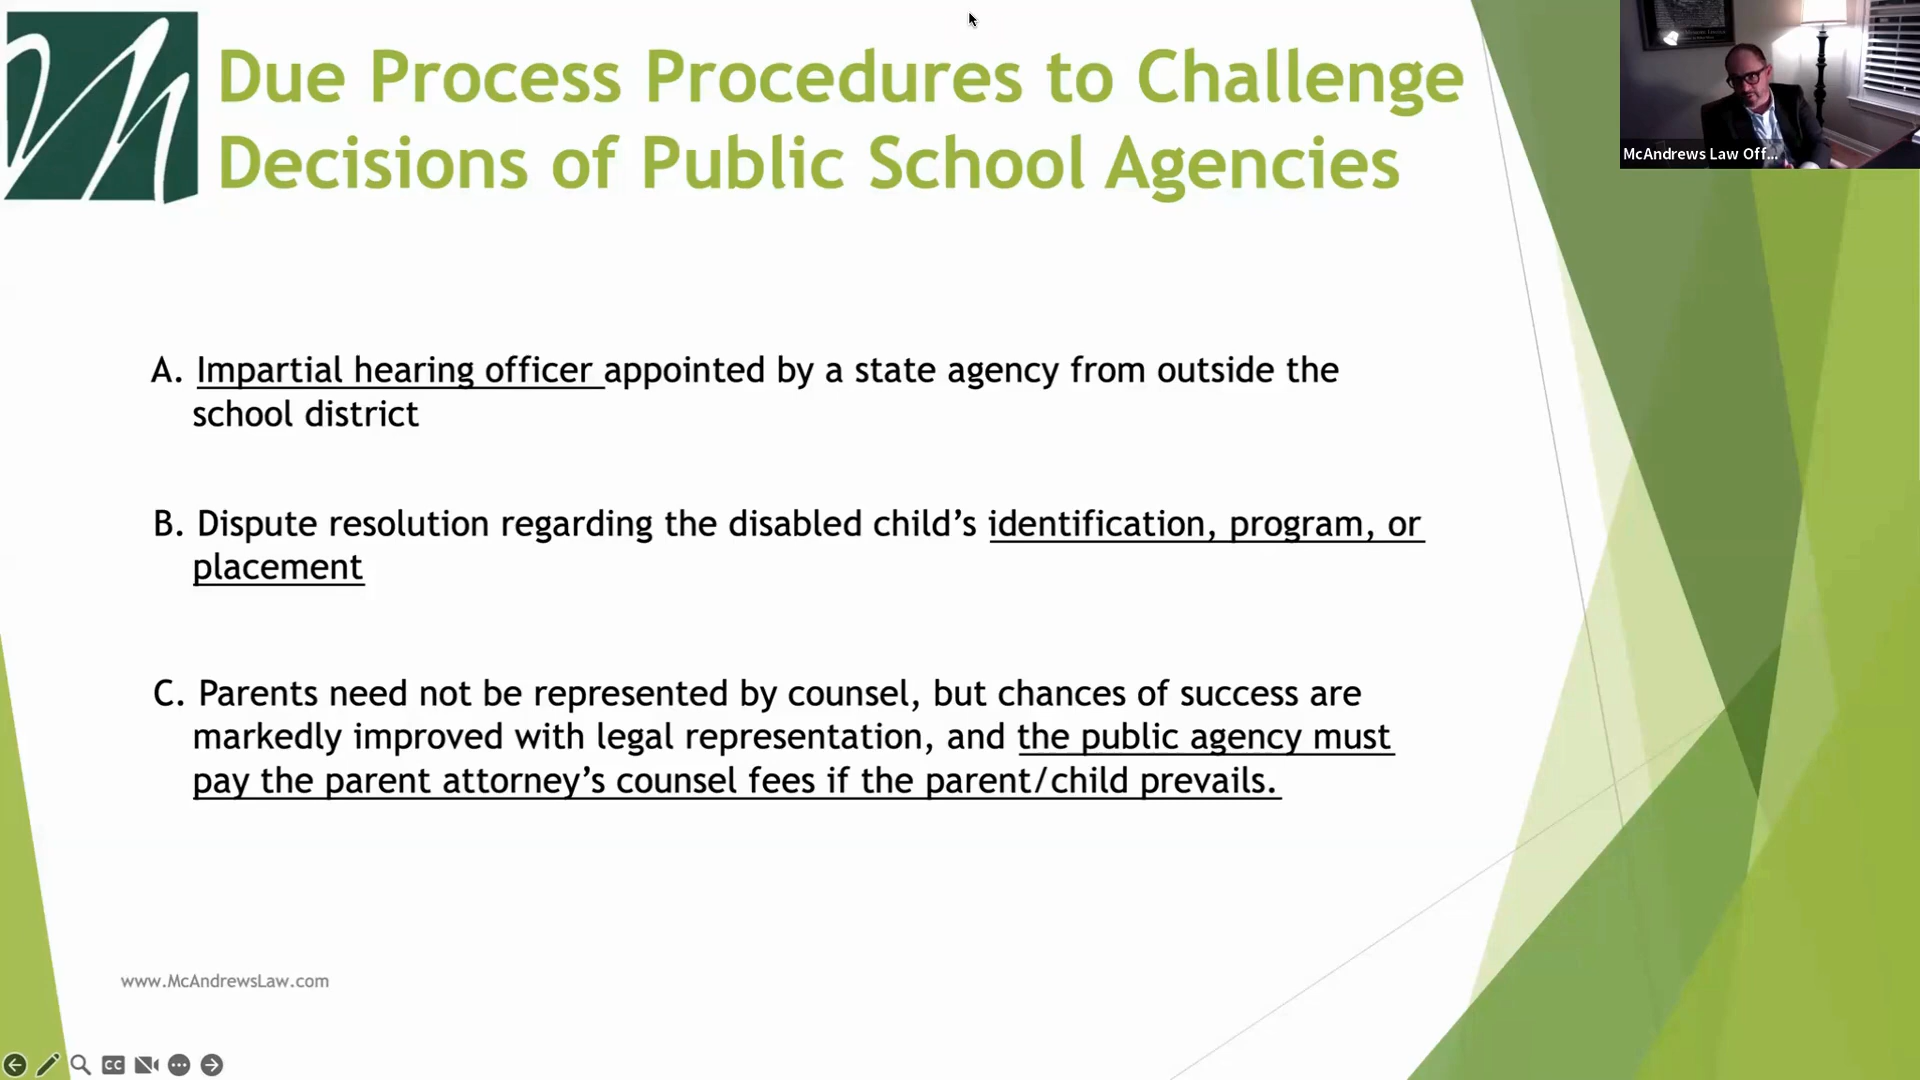 Due Process Procedures to Challenge
Decisions of Public School Agencies
McAndrews Law Off...
A. Impartial hearing officer appointed by a state agency from outside the
school district
B. Dispute resolution regarding the disabled child’s identification, program, or
placement
C. Parents need not be represented by counsel, but chances of success are
markedly improved with legal representation, and the public agency must
pay the parent attorney’s counsel fees if the parent/child prevails.
www.McAndrewsLaw.com
CC